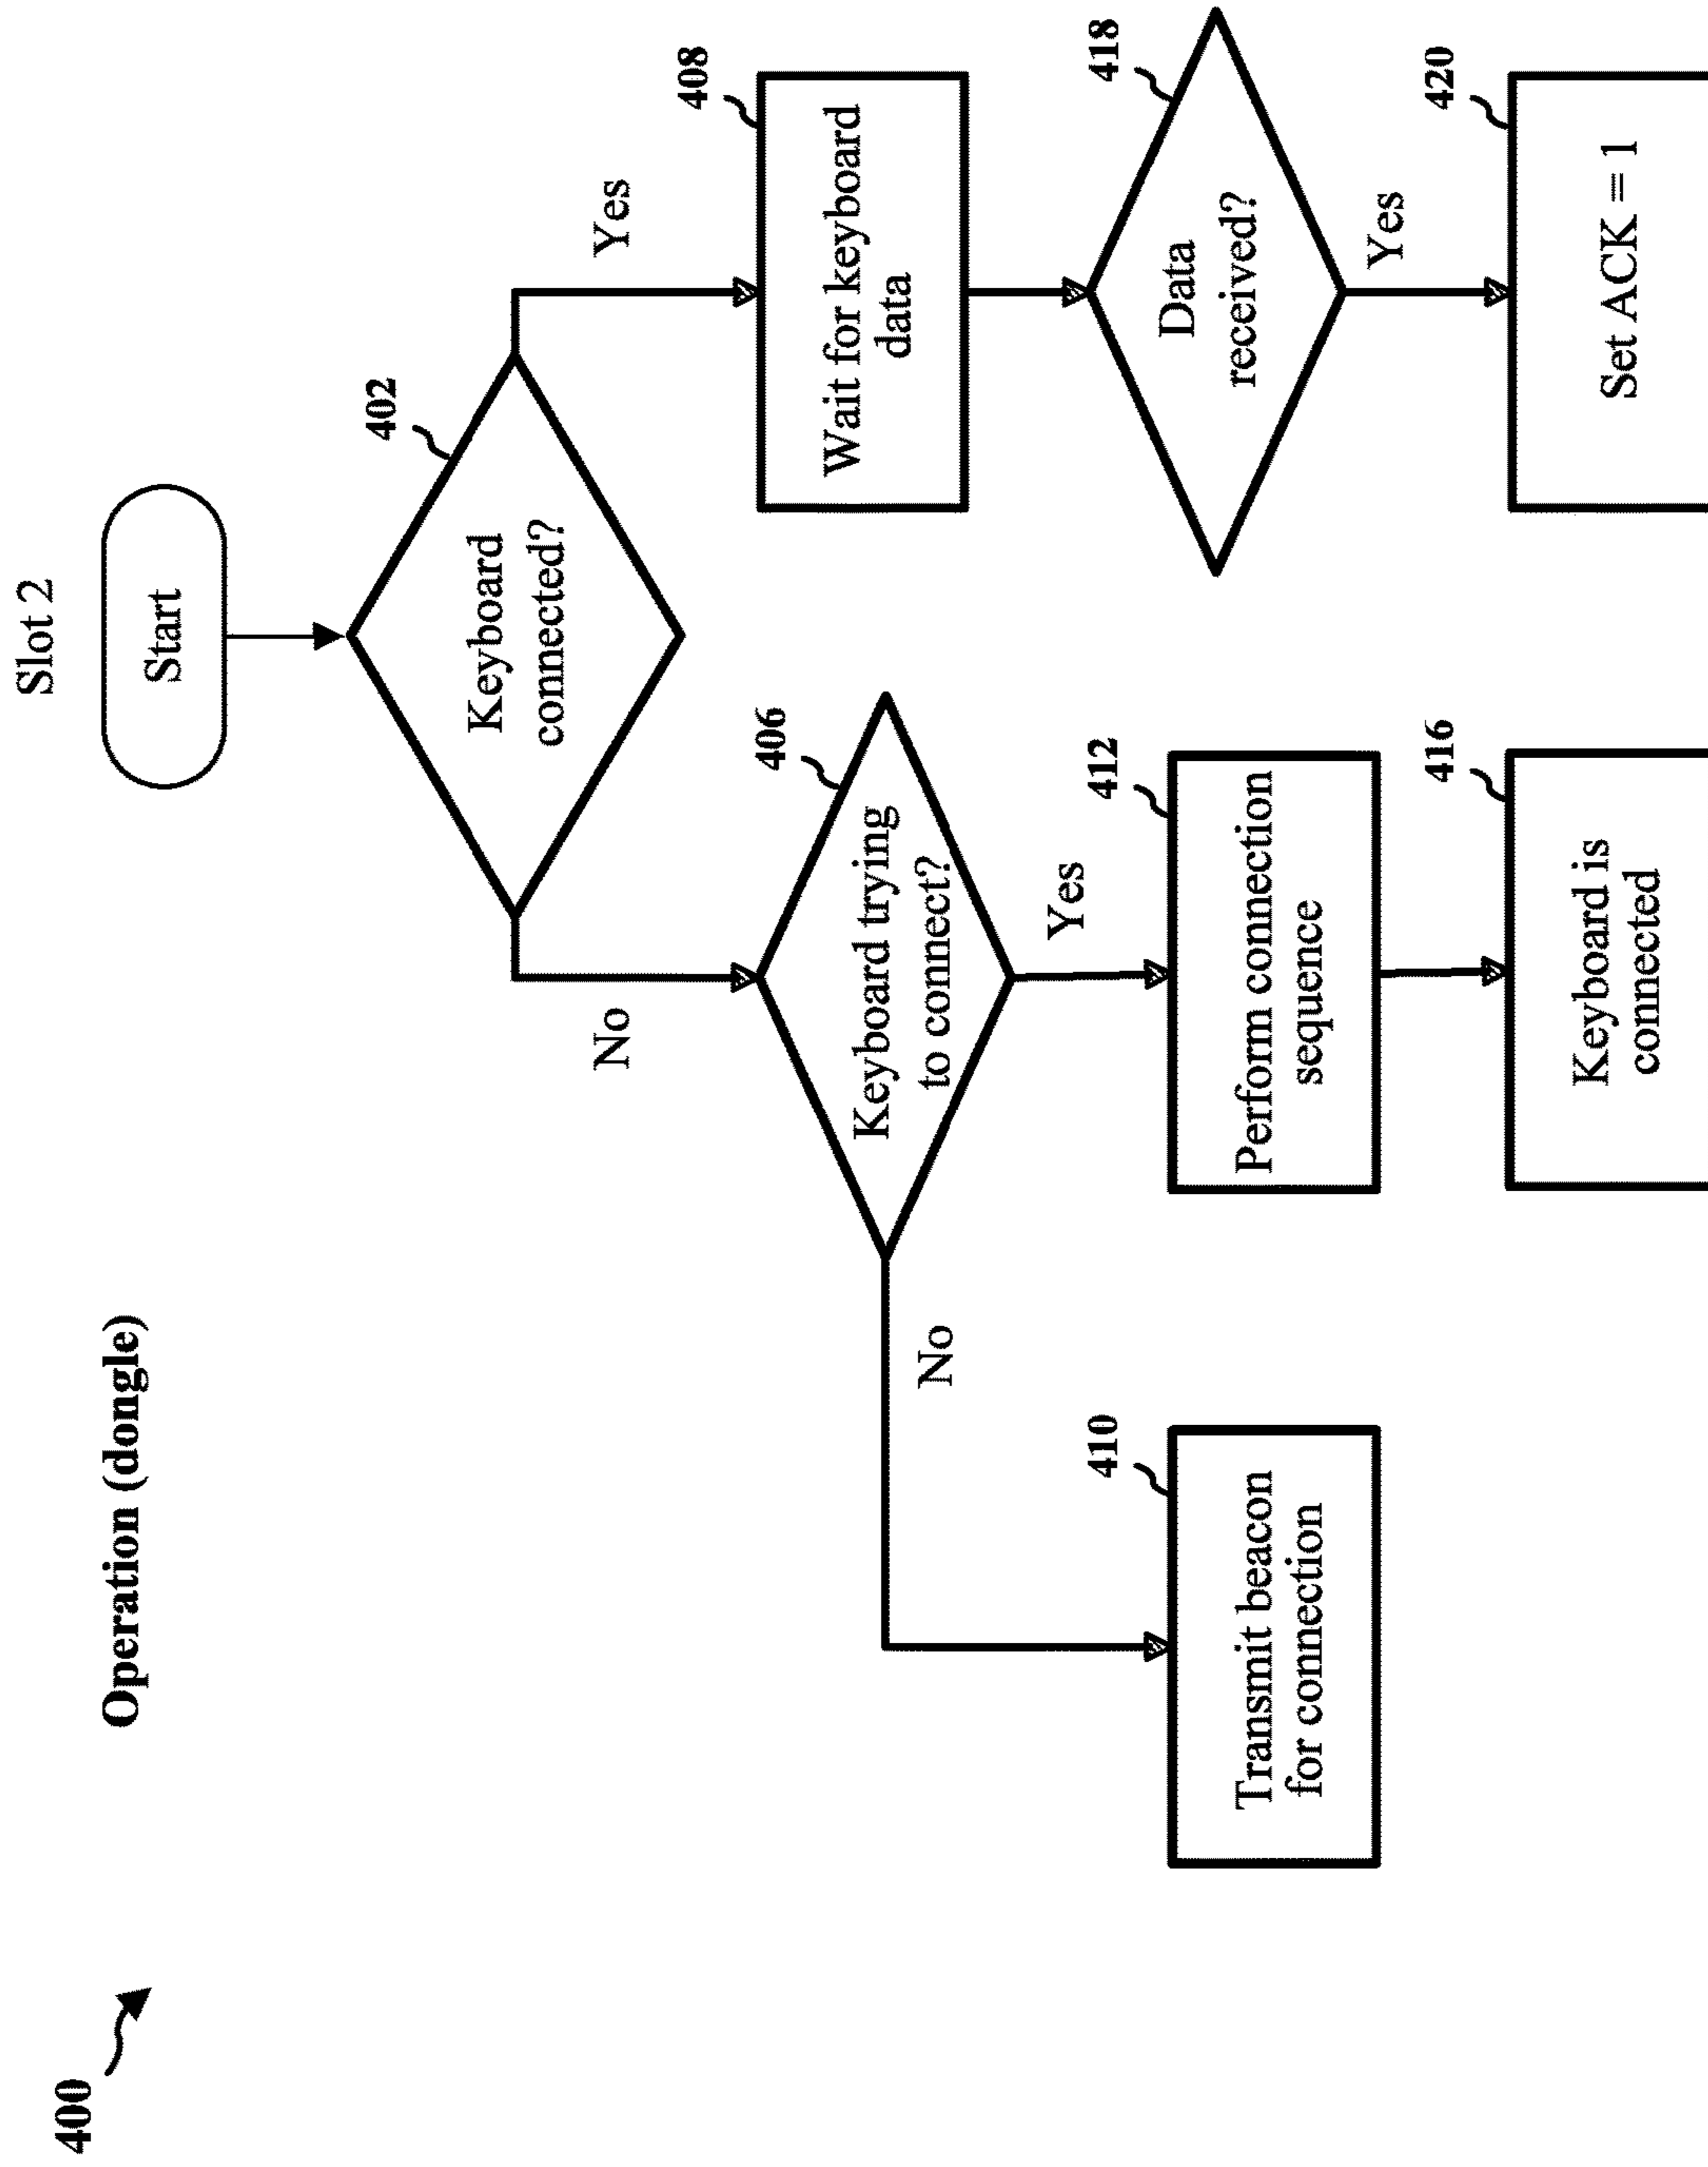 400
Operation (dongle)
Slot 2
Start
402
Keyboard
connected?
No
Yes
406
Keyboard trying
to connect?
408
Wait for keyboard
data
No
Yes
410
Transmit beacon
for connection
412
Perform connection
sequence
418
Data
received?
Yes
416
Keyboard is
connected
420
Set ACK = 1